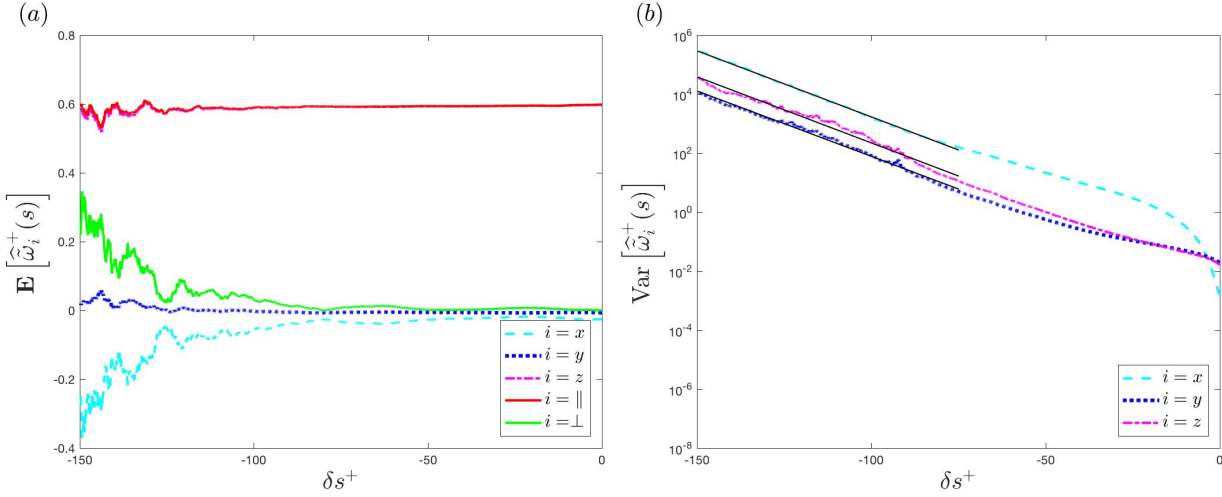 (a)
0.8
0.6
0.4
0.2
0
-0.2
-0.4
E [ω̃̂ᵢ⁺(s)]
-150
-100
-50
0
δs⁺
i = x
i = y
i = z
i = ∥
i =⊥
(b)
10⁶
10⁴
10²
10⁰
10⁻²
10⁻⁴
10⁻⁶
10⁻⁸
Var [ω̃̂ᵢ⁺(s)]
-150
-100
-50
0
δs⁺
i = x
i = y
i = z